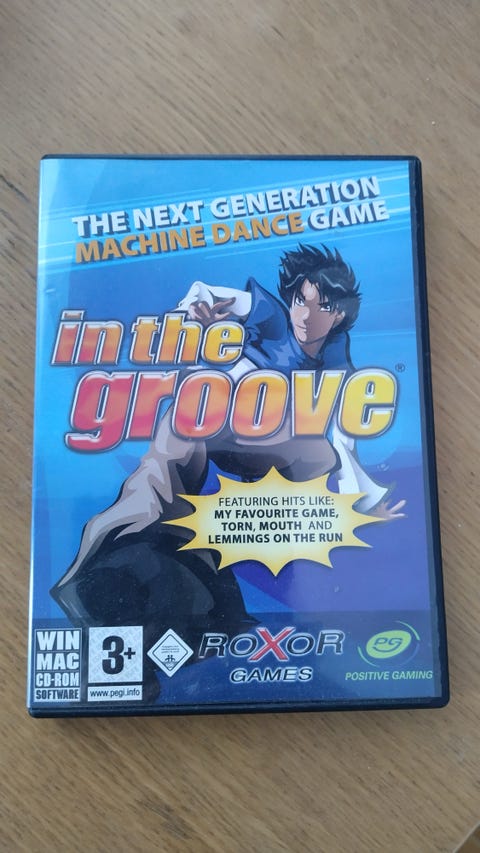 THE NEXT GENERATION
MACHINE DANCE GAME
in the
groove®
FEATURING HITS LIKE:
MY FAVOURITE GAME,
TORN, MOUTH AND
LEMMINGS ON THE RUN
WIN
MAC
CD-ROM
SOFTWARE
3+
www.pegi.info
ROXOR
GAMES
PG
POSITIVE GAMING